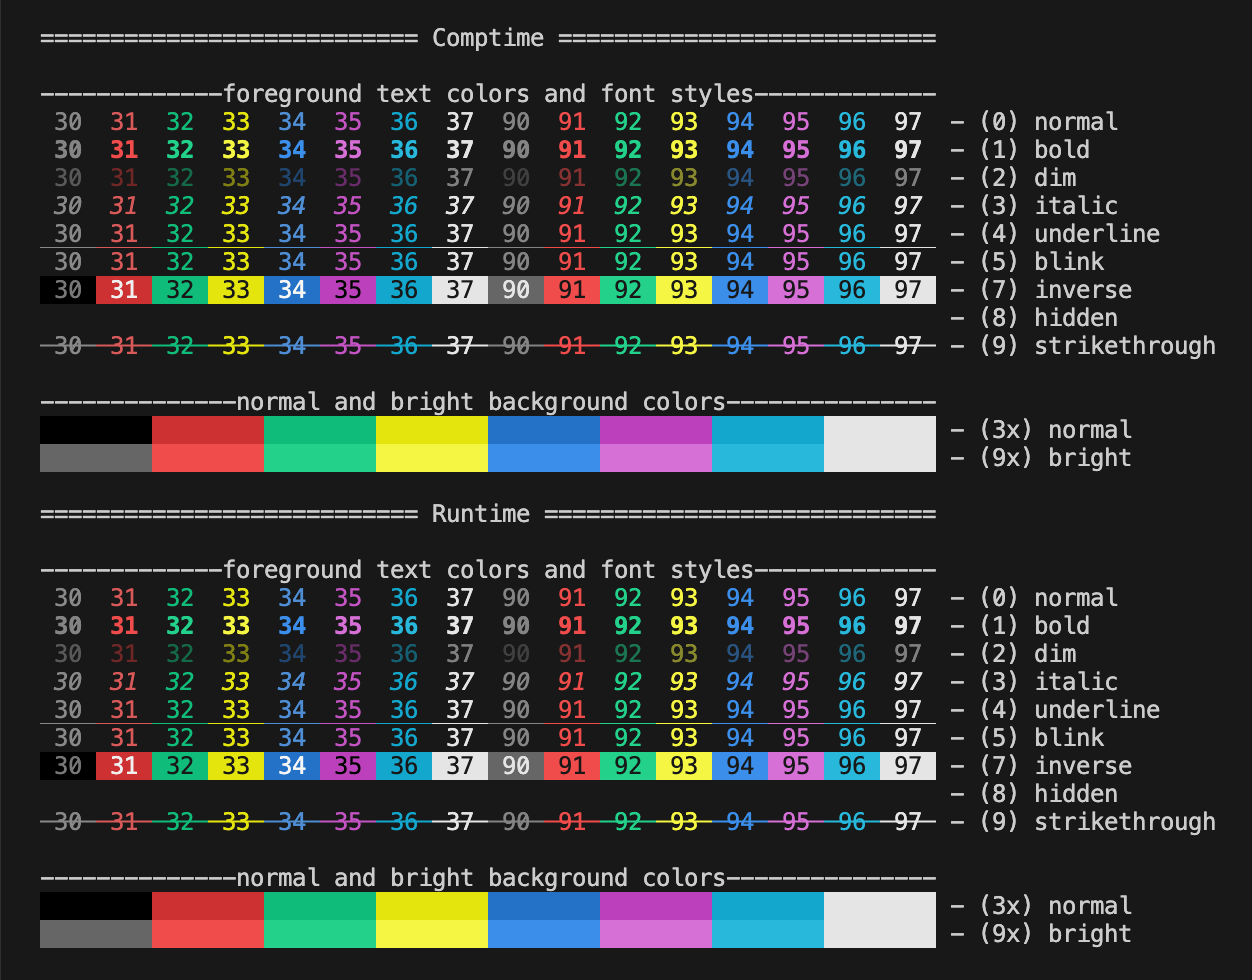 =========================== Comptime ===========================
-------------foreground text colors and font styles-------------
30 31 32 33 34 35 36 37 90 91 92 93 94 95 96 97 - (0) normal
30 31 32 33 34 35 36 37 90 91 92 93 94 95 96 97 - (1) bold
30 31 32 33 34 35 36 37 90 91 92 93 94 95 96 97 - (2) dim
30 31 32 33 34 35 36 37 90 91 92 93 94 95 96 97 - (3) italic
30 31 32 33 34 35 36 37 90 91 92 93 94 95 96 97 - (4) underline
30 31 32 33 34 35 36 37 90 91 92 93 94 95 96 97 - (5) blink
30 31 32 33 34 35 36 37 90 91 92 93 94 95 96 97 - (7) inverse
- (8) hidden
30 31 32 33 34 35 36 37 90 91 92 93 94 95 96 97 - (9) strikethrough
--------------normal and bright background colors---------------
- (3x) normal
- (9x) bright
=========================== Runtime ============================
-------------foreground text colors and font styles-------------
30 31 32 33 34 35 36 37 90 91 92 93 94 95 96 97 - (0) normal
30 31 32 33 34 35 36 37 90 91 92 93 94 95 96 97 - (1) bold
30 31 32 33 34 35 36 37 90 91 92 93 94 95 96 97 - (2) dim
30 31 32 33 34 35 36 37 90 91 92 93 94 95 96 97 - (3) italic
30 31 32 33 34 35 36 37 90 91 92 93 94 95 96 97 - (4) underline
30 31 32 33 34 35 36 37 90 91 92 93 94 95 96 97 - (5) blink
30 31 32 33 34 35 36 37 90 91 92 93 94 95 96 97 - (7) inverse
- (8) hidden
30 31 32 33 34 35 36 37 90 91 92 93 94 95 96 97 - (9) strikethrough
--------------normal and bright background colors---------------
- (3x) normal
- (9x) bright